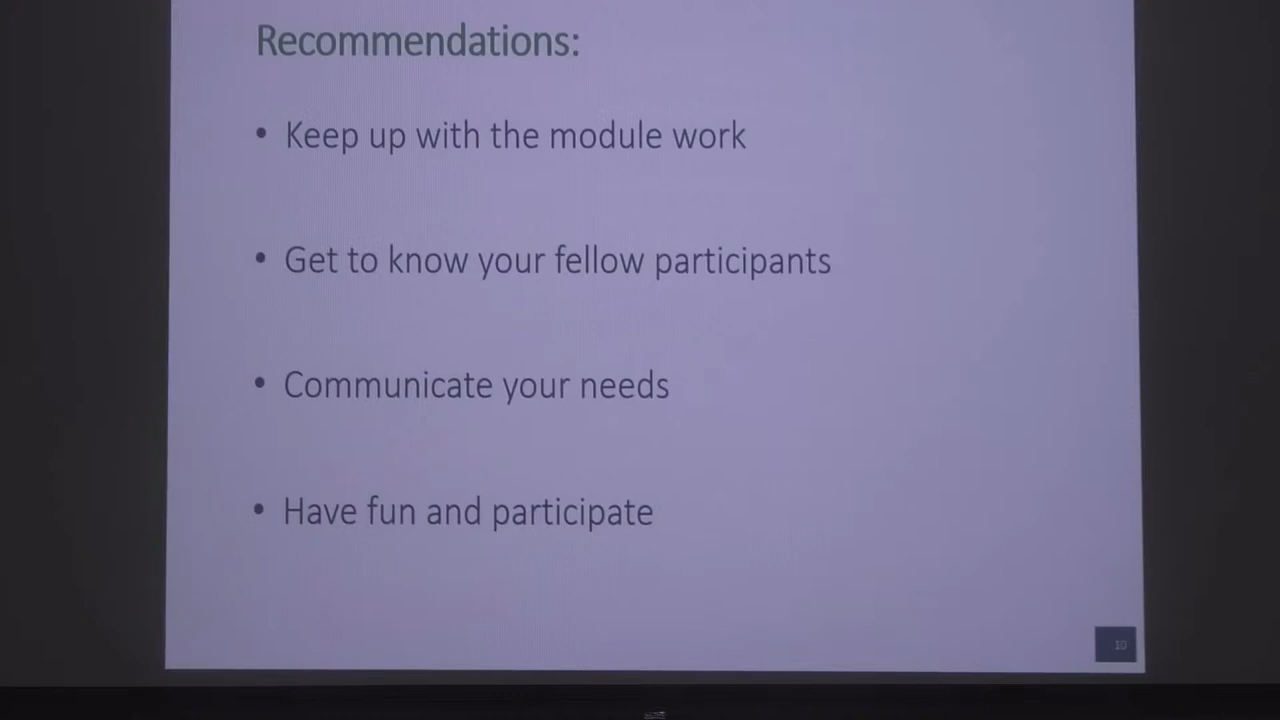 Recommendations:
• Keep up with the module work
• Get to know your fellow participants
• Communicate your needs
• Have fun and participate
10